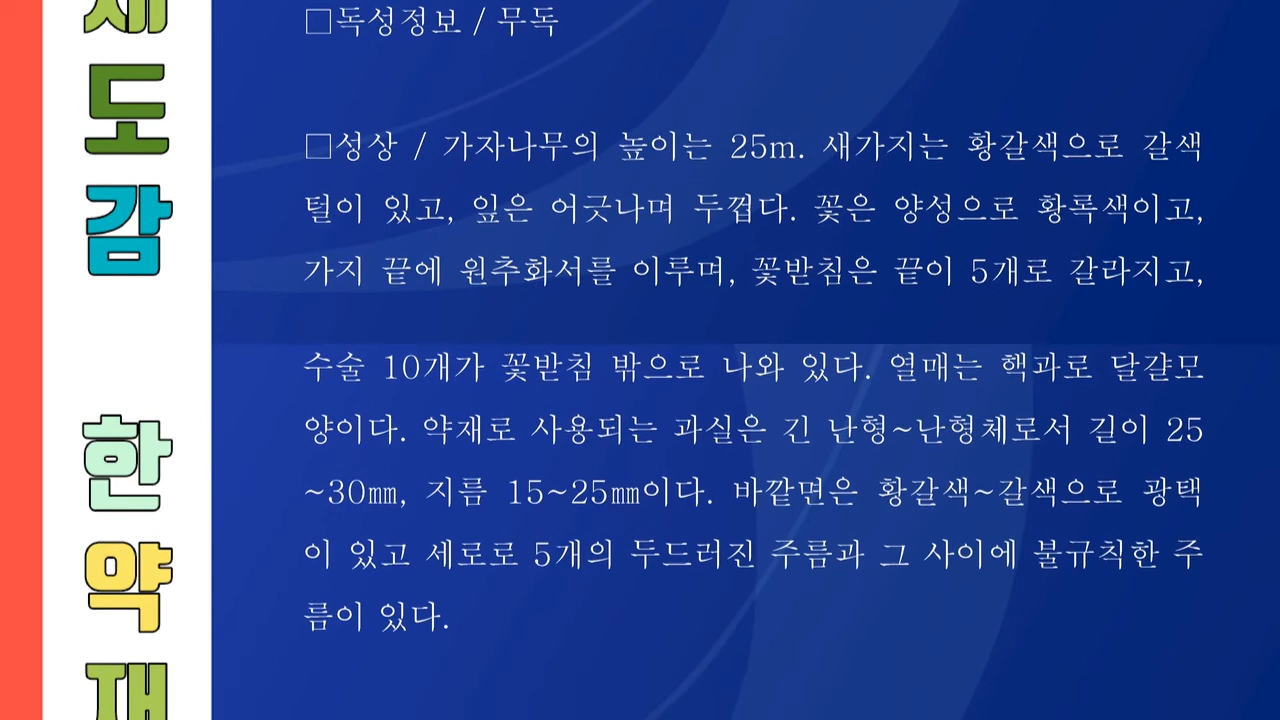 재
도
감
한
약
재
□독성정보 / 무독
□성상 / 가자나무의 높이는 25m. 새가지는 황갈색으로 갈색
털이 있고, 잎은 어긋나며 두껍다. 꽃은 양성으로 황록색이고,
가지 끝에 원추화서를 이루며, 꽃받침은 끝이 5개로 갈라지고,
수술 10개가 꽃받침 밖으로 나와 있다. 열매는 핵과로 달걀모
양이다. 약재로 사용되는 과실은 긴 난형~난형체로서 길이 25
~30㎜, 지름 15~25㎜이다. 바깥면은 황갈색~갈색으로 광택
이 있고 세로로 5개의 두드러진 주름과 그 사이에 불규칙한 주
름이 있다.